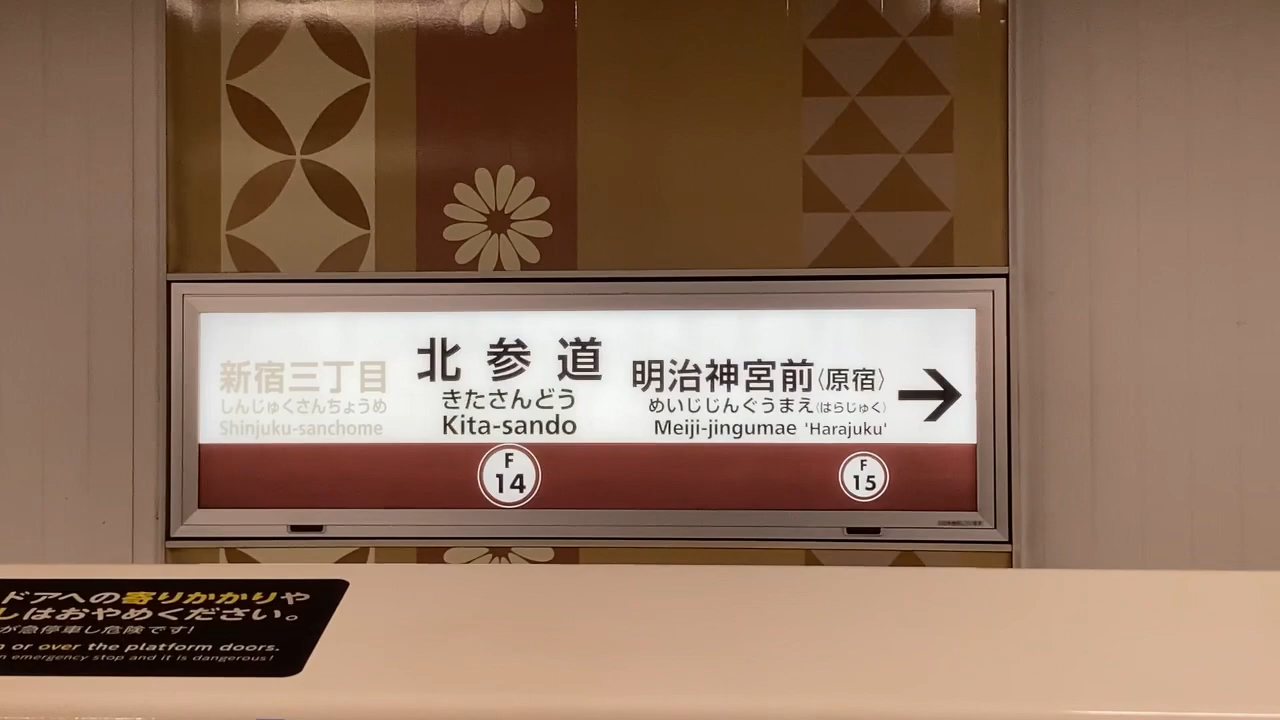 新宿三丁目
しんじゅくさんちょうめ
Shinjuku-sanchome
北参道
きたさんどう
Kita-sando
F
14
明治神宮前〈原宿〉
めいじじんぐうまえ〈はらじゅく〉
Meiji-jingumae 'Harajuku'
F
15
ドアへの寄りかかりや
しはおやめください。
が急停車し危険です!
or over the platform doors.
emergency stop and it is dangerous!